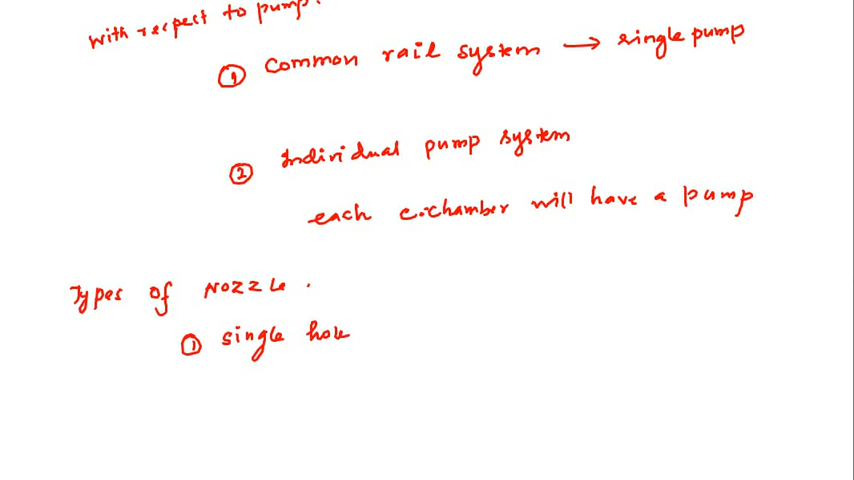 with respect to pump.
① Common rail system → single pump
② Individual pump system
each c.chamber will have a pump
Types of Nozzle.
① single hole